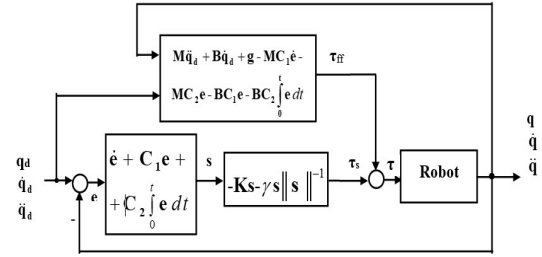 Mq̈d + Bq̇d + g - MC1ė -
MC2e - BC1e - BC2 ∫0t e dt
τff
qd
q̇d
q̈d
-
e
ė + C1e +
+ C2 ∫0t e dt
s
-Ks-γs‖s‖-1
τs
τ
Robot
q
q̇
q̈